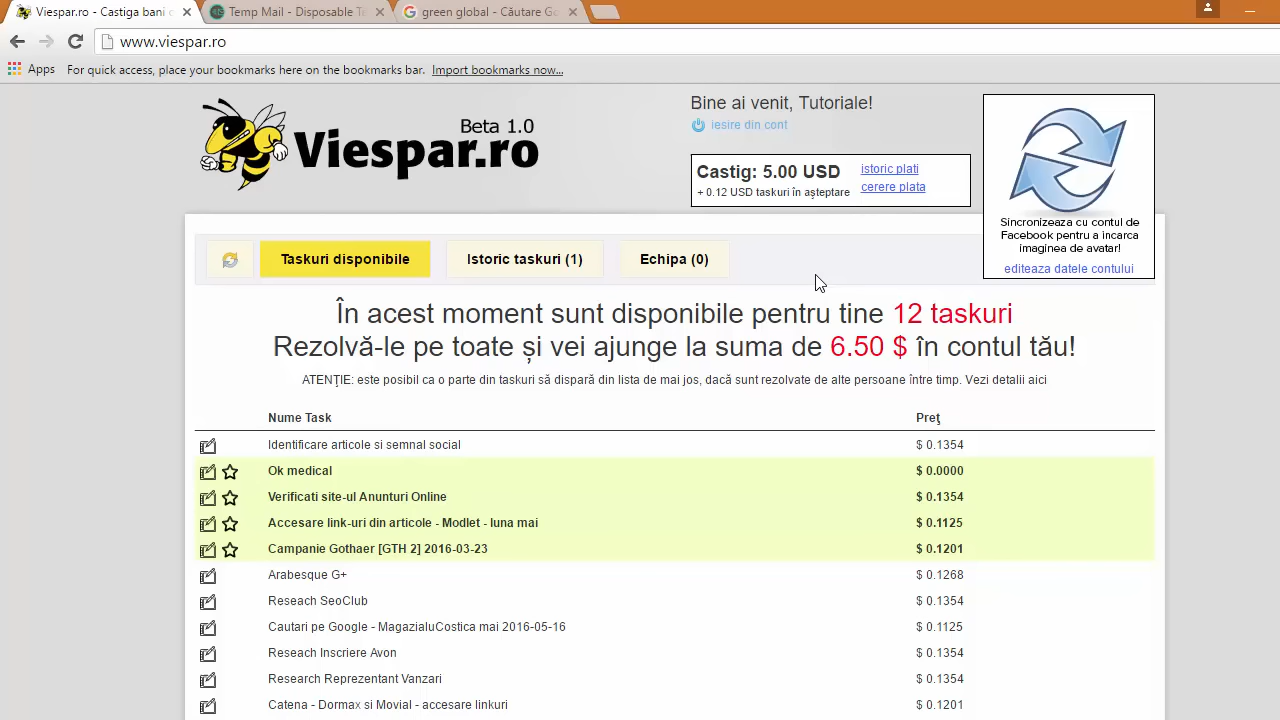 Viespar.ro - Castiga bani c
Temp Mail - Disposable Te
green global - Căutare Go
www.viespar.ro
Apps
For quick access, place your bookmarks here on the bookmarks bar. Import bookmarks now...
Beta 1.0
Viespar.ro
Bine ai venit, Tutoriale!
iesire din cont
Castig: 5.00 USD
istoric plati
+ 0.12 USD taskuri în așteptare
cerere plata
Sincronizeaza cu contul de
Facebook pentru a incarca
imaginea de avatar!
editeaza datele contului
Taskuri disponibile
Istoric taskuri (1)
Echipa (0)
În acest moment sunt disponibile pentru tine 12 taskuri
Rezolvă-le pe toate și vei ajunge la suma de 6.50 $ în contul tău!
ATENŢIE: este posibil ca o parte din taskuri să dispară din lista de mai jos, dacă sunt rezolvate de alte persoane între timp. Vezi detalii aici
Nume Task Preţ
Identificare articole si semnal social $ 0.1354
Ok medical $ 0.0000
Verificati site-ul Anunturi Online $ 0.1354
Accesare link-uri din articole - Modlet - luna mai $ 0.1125
Campanie Gothaer [GTH 2] 2016-03-23 $ 0.1201
Arabesque G+ $ 0.1268
Reseach SeoClub $ 0.1354
Cautari pe Google - MagazialuCostica mai 2016-05-16 $ 0.1125
Reseach Inscriere Avon $ 0.1354
Research Reprezentant Vanzari $ 0.1354
Catena - Dormax si Movial - accesare linkuri $ 0.1201